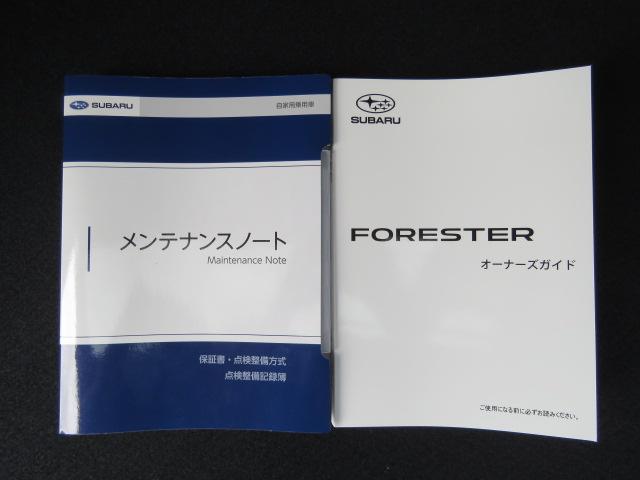 SUBARU
自家用乗用車
メンテナンスノート
Maintenance Note
保証書・点検整備方式
点検整備記録簿
SUBARU
FORESTER
オーナーズガイド
ご使用になる前に必ずお読みください。